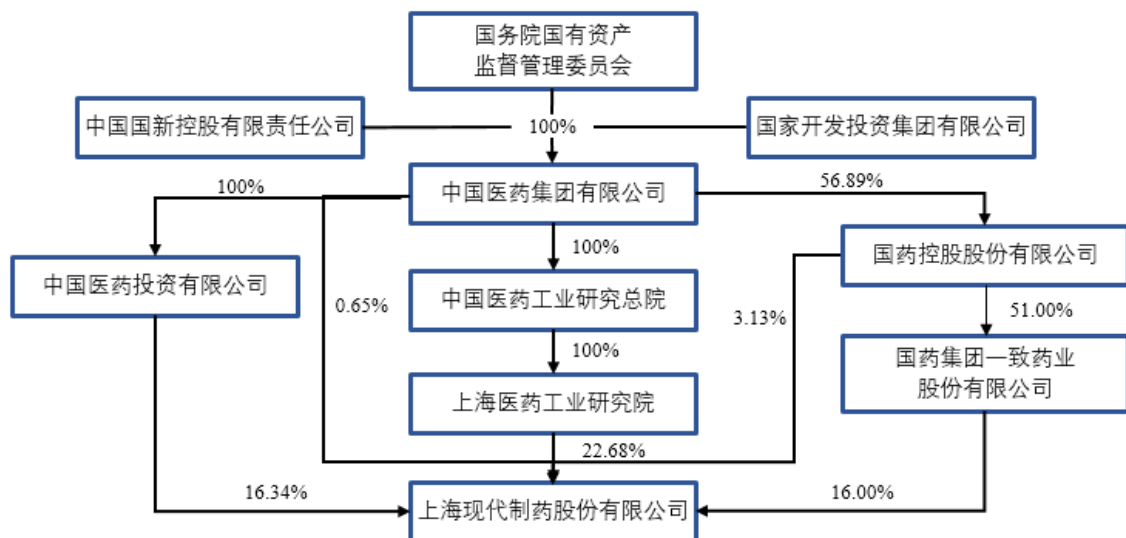 国务院国有资产
监督管理委员会
中国国新控股有限责任公司
100%
国家开发投资集团有限公司
100%
中国医药集团有限公司
56.89%
中国医药投资有限公司
100%
国药控股股份有限公司
0.65%
中国医药工业研究总院
3.13%
51.00%
100%
国药集团一致药业
股份有限公司
上海医药工业研究院
22.68%
16.34%
上海现代制药股份有限公司
16.00%